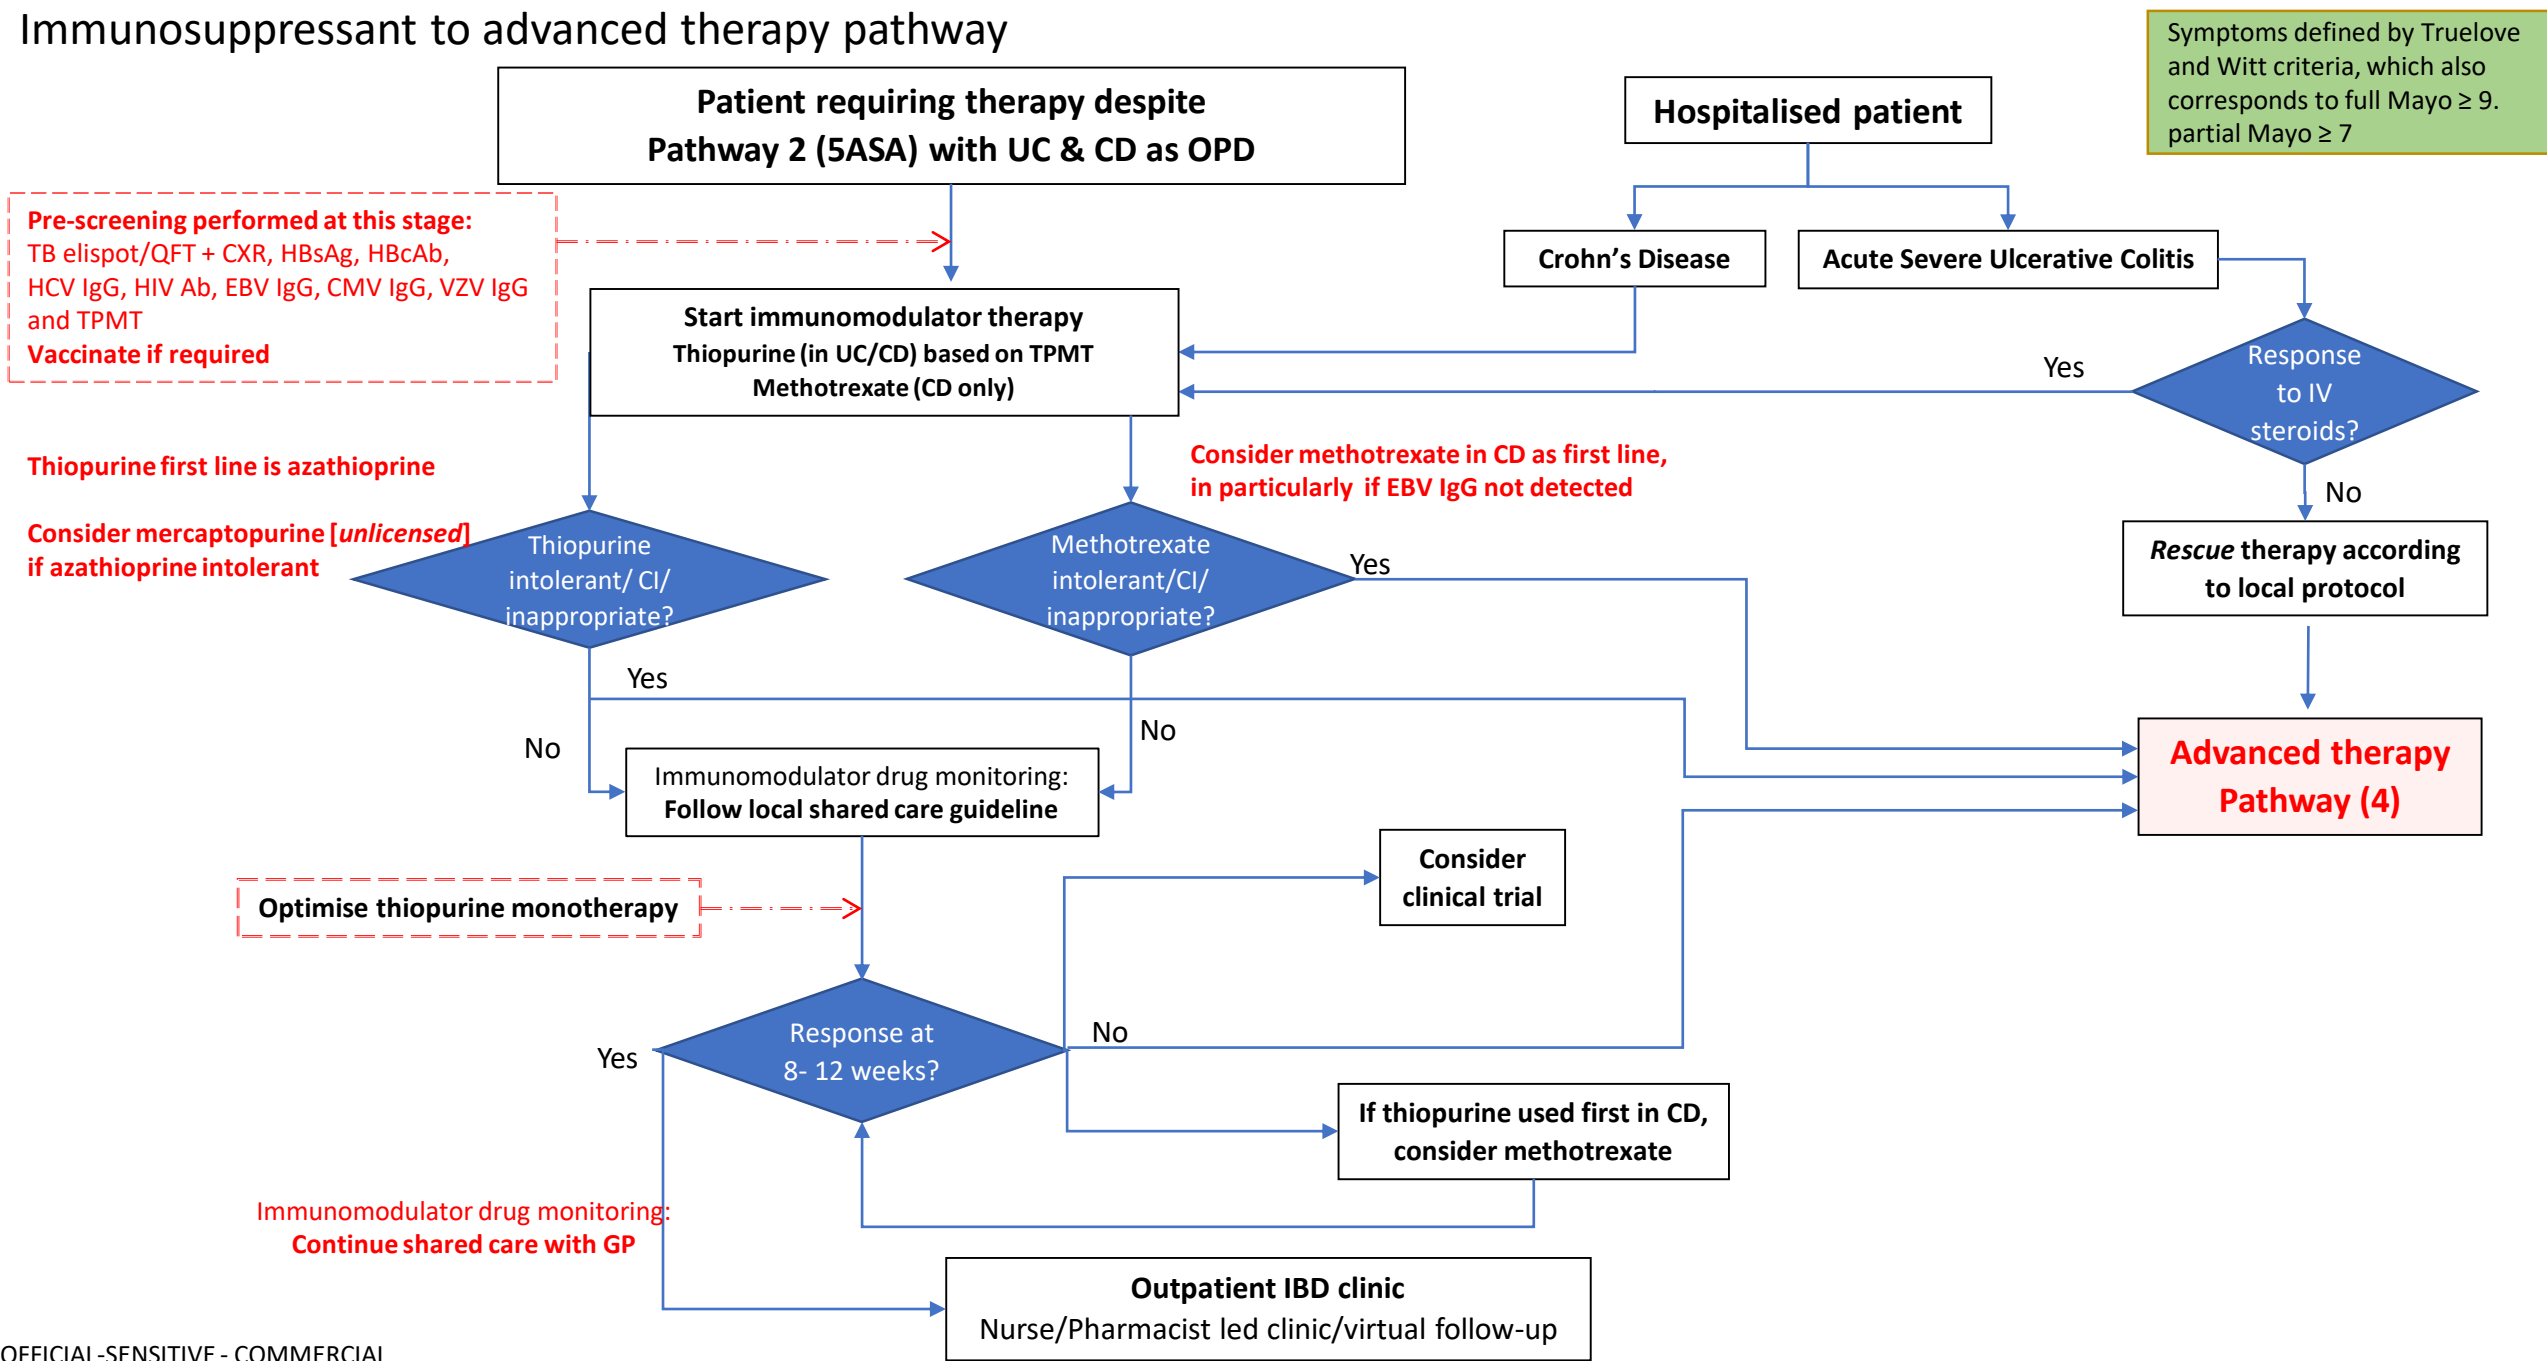 Immunosuppressant to advanced therapy pathway
Symptoms defined by Truelove
and Witt criteria, which also
corresponds to full Mayo ≥ 9.
partial Mayo ≥ 7
Patient requiring therapy despite
Pathway 2 (5ASA) with UC & CD as OPD
Hospitalised patient
Pre-screening performed at this stage:
TB elispot/QFT + CXR, HBsAg, HBcAb,
HCV IgG, HIV Ab, EBV IgG, CMV IgG, VZV IgG
and TPMT
Vaccinate if required
Crohn's Disease
Acute Severe Ulcerative Colitis
Start immunomodulator therapy
Thiopurine (in UC/CD) based on TPMT
Methotrexate (CD only)
Yes
Response
to IV
steroids?
No
Thiopurine first line is azathioprine
Consider mercaptopurine [unlicensed]
if azathioprine intolerant
Consider methotrexate in CD as first line,
in particularly if EBV IgG not detected
Thiopurine
intolerant/ CI/
inappropriate?
Methotrexate
intolerant/CI/
inappropriate?
Yes
Rescue therapy according
to local protocol
Yes
No
No
Immunomodulator drug monitoring:
Follow local shared care guideline
Advanced therapy
Pathway (4)
Optimise thiopurine monotherapy
Consider
clinical trial
Response at
8- 12 weeks?
Yes
No
If thiopurine used first in CD,
consider methotrexate
Immunomodulator drug monitoring:
Continue shared care with GP
Outpatient IBD clinic
Nurse/Pharmacist led clinic/virtual follow-up
OFFICIAL-SENSITIVE - COMMERCIAL